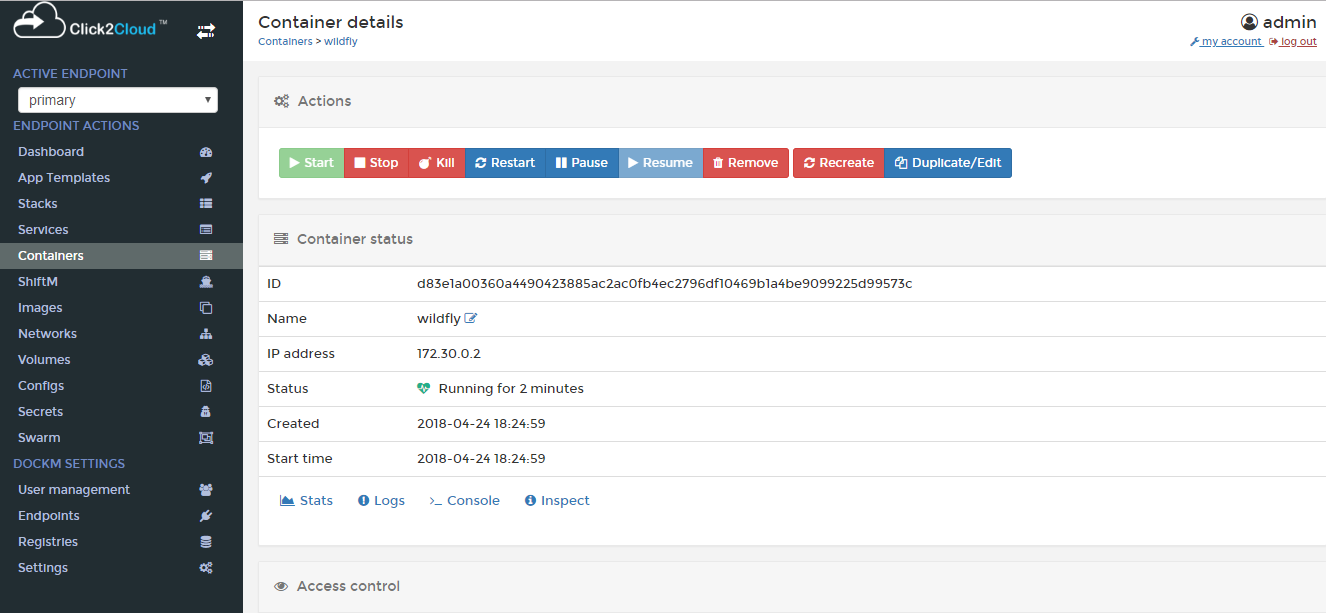 Click2Cloud™
ACTIVE ENDPOINT
primary
ENDPOINT ACTIONS
Dashboard
App Templates
Stacks
Services
Containers
ShiftM
Images
Networks
Volumes
Configs
Secrets
Swarm
DOCKM SETTINGS
User management
Endpoints
Registries
Settings
Container details
Containers > wildfly
admin
my account log out
Actions
Start Stop Kill Restart Pause Resume Remove Recreate Duplicate/Edit
Container status
ID d83e1a00360a4490423885ac2ac0fb4ec2796df10469b1a4be9099225d99573c
Name wildfly
IP address 172.30.0.2
Status Running for 2 minutes
Created 2018-04-24 18:24:59
Start time 2018-04-24 18:24:59
Stats Logs >_ Console Inspect
Access control